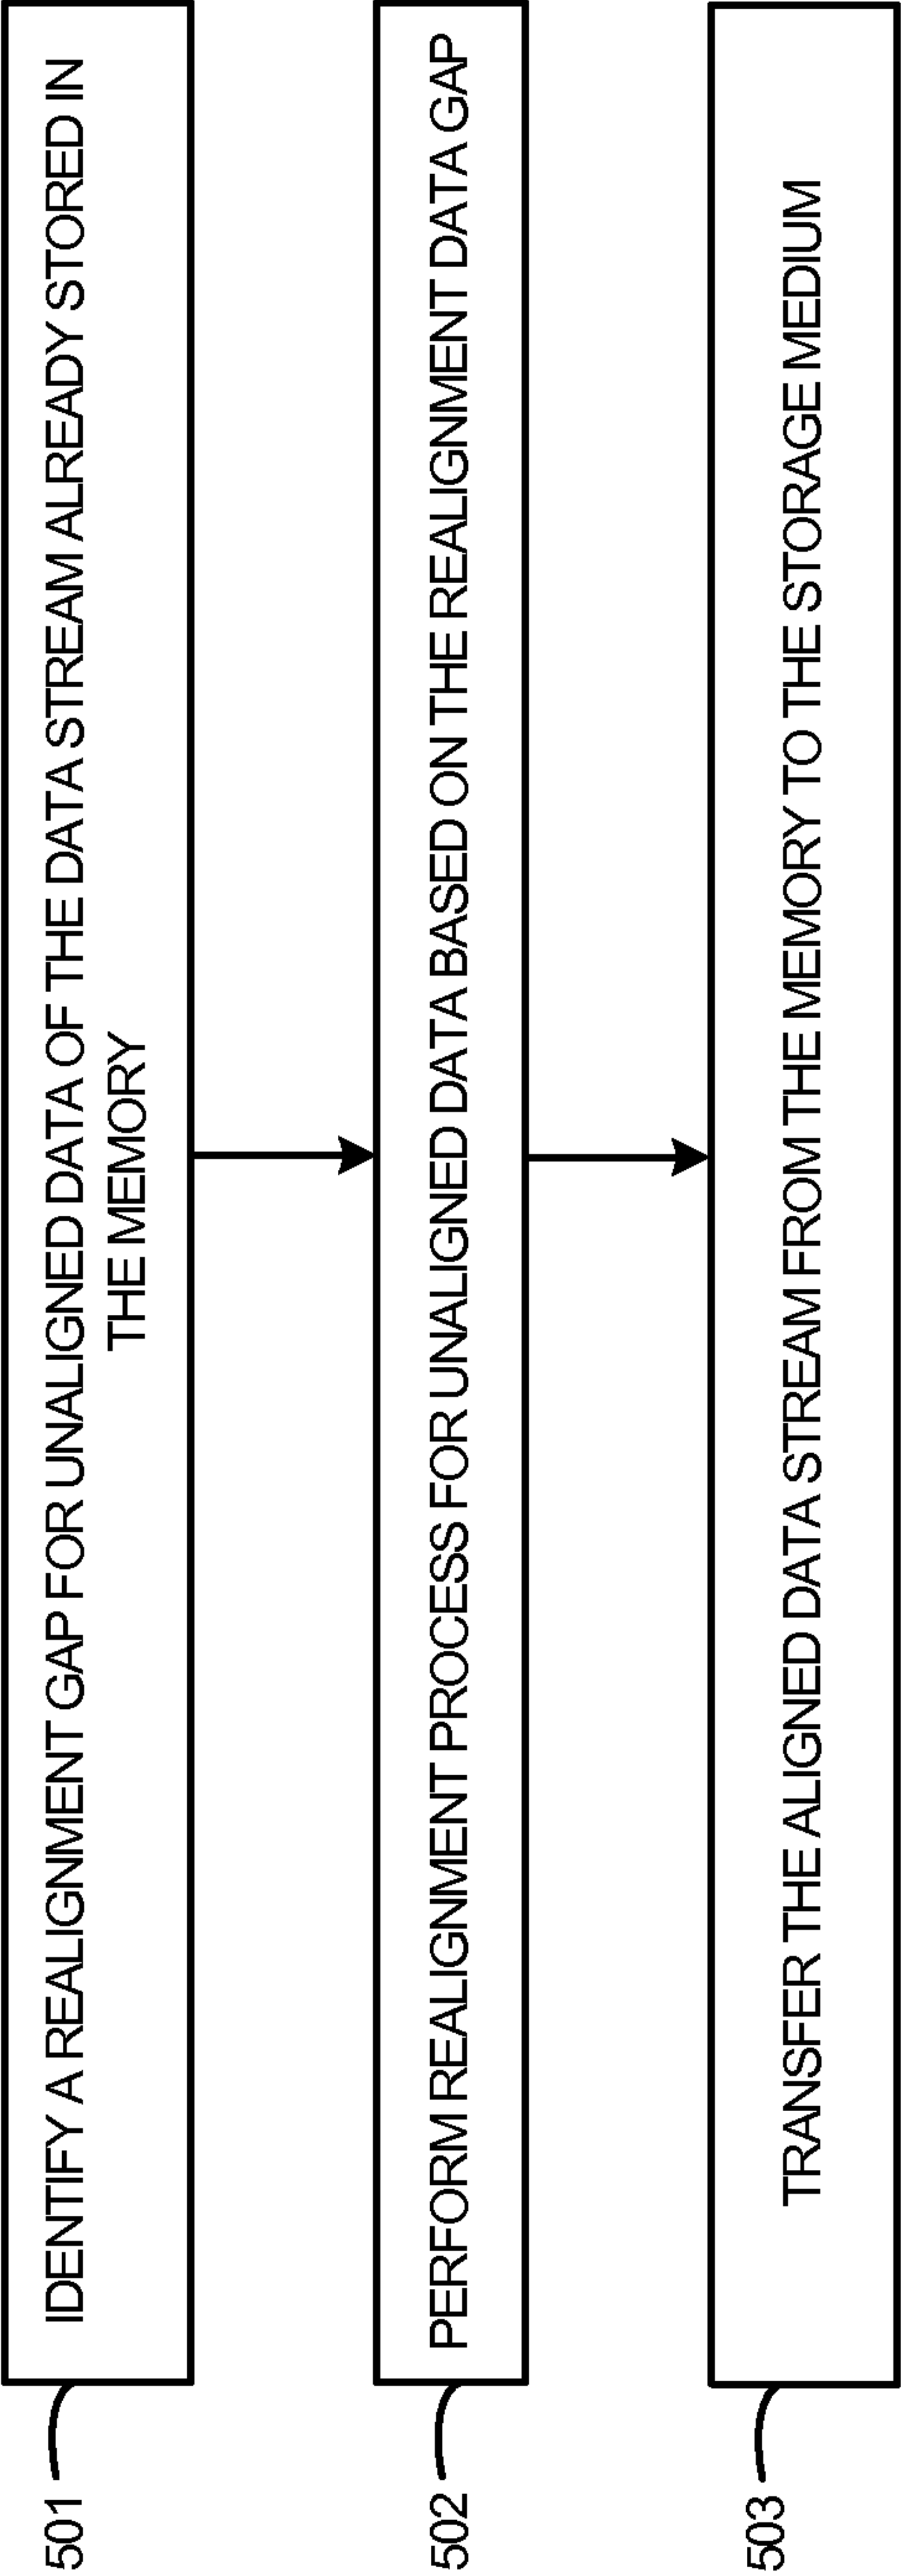 501
IDENTIFY A REALIGNMENT GAP FOR UNALIGNED DATA OF THE DATA STREAM ALREADY STORED IN
THE MEMORY
502
PERFORM REALIGNMENT PROCESS FOR UNALIGNED DATA BASED ON THE REALIGNMENT DATA GAP
503
TRANSFER THE ALIGNED DATA STREAM FROM THE MEMORY TO THE STORAGE MEDIUM